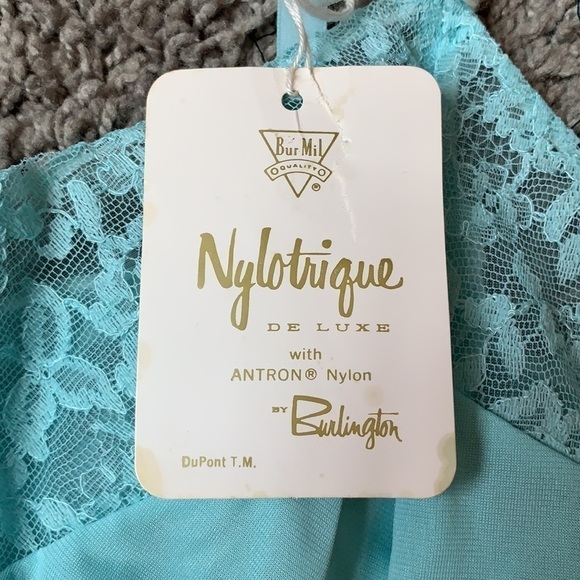 Bur Mil
QUALITY
®
Nylotrique
DE LUXE
with
ANTRON® Nylon
BY Burlington
DuPont T.M.